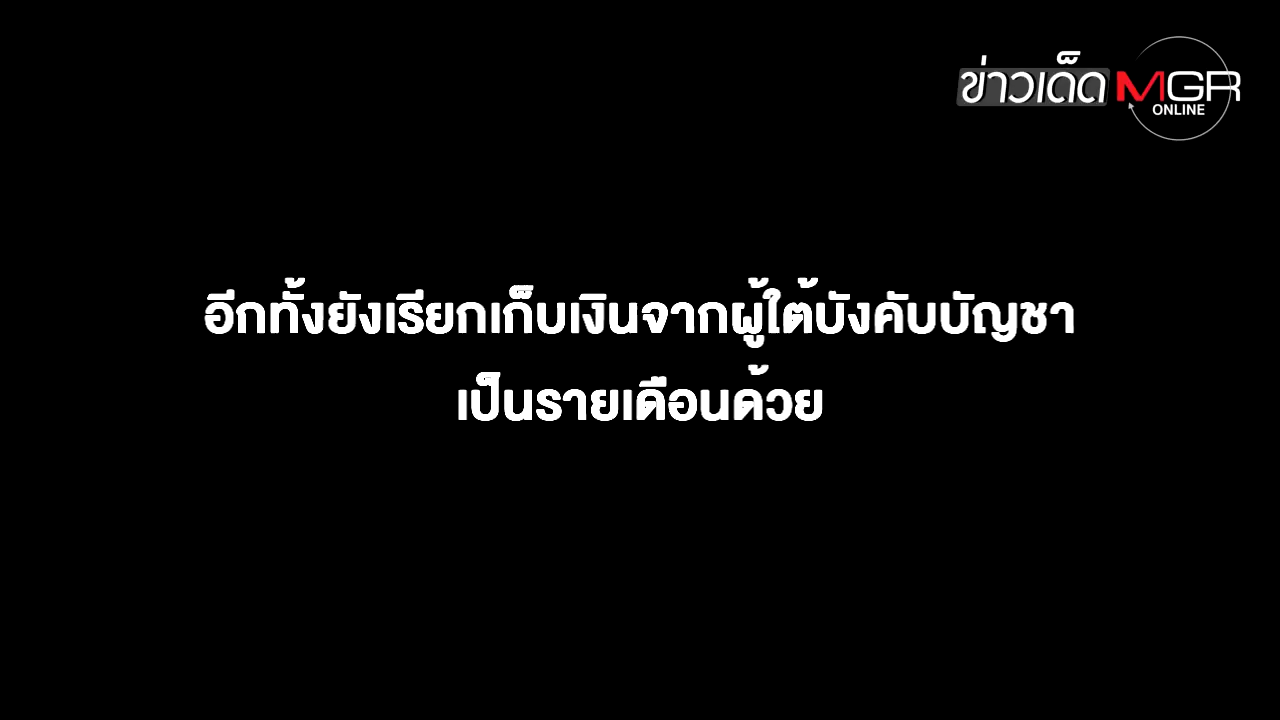 ข่าวเด็ด MGR
ONLINE
อีกทั้งยังเรียกเก็บเงินจากผู้ใต้บังคับบัญชา
เป็นรายเดือนด้วย